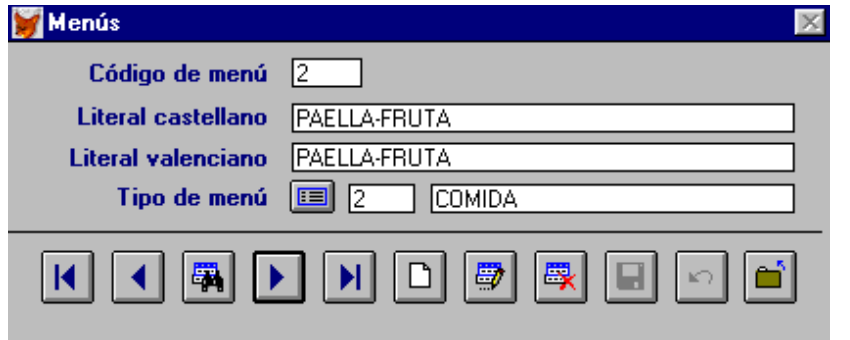 Menús
Código de menú 2
Literal castellano PAELLA-FRUTA
Literal valenciano PAELLA-FRUTA
Tipo de menú 2 COMIDA